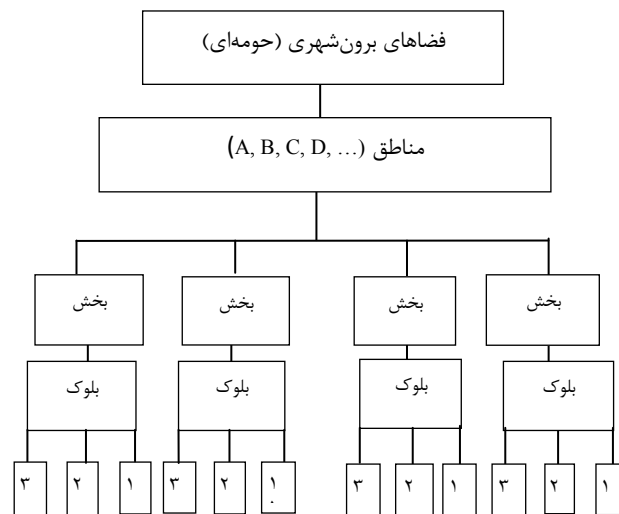 فضاهای برون‌شهری (حومه‌ای)
مناطق (A, B, C, D, …)
بخش بخش بخش بخش
بلوک بلوک بلوک بلوک
۱ ۲ ۳ ۱ ۲ ۳ ۱ ۲ ۳ ۱ ۲ ۳